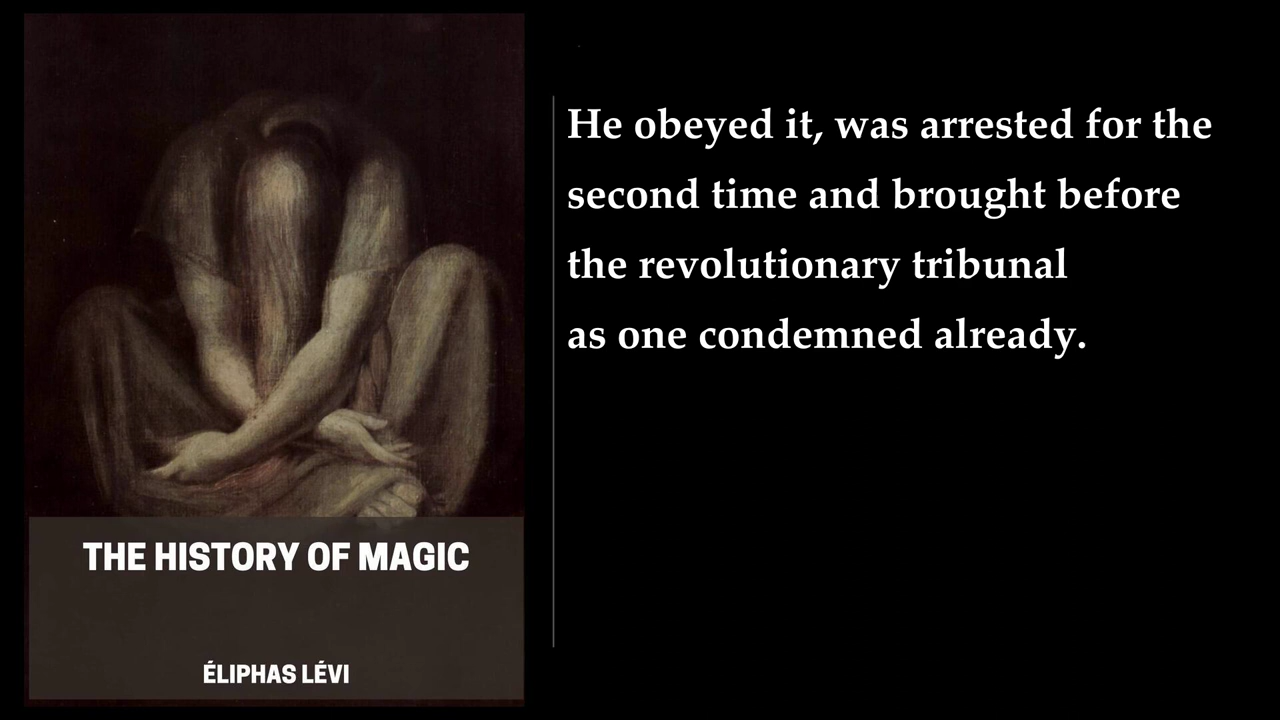 He obeyed it, was arrested for the
second time and brought before
the revolutionary tribunal
as one condemned already.
THE HISTORY OF MAGIC
ÉLIPHAS LÉVI